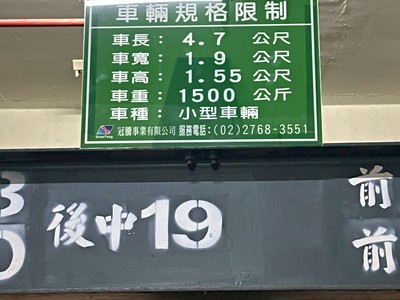 車輛規格限制
車長： 4.7 公尺
車寬： 1.9 公尺
車高： 1.55 公尺
車重： 1500 公斤
車種： 小型車輛
冠騰事業有限公司 服務電話：(02)2768-3551
後中19
前
前